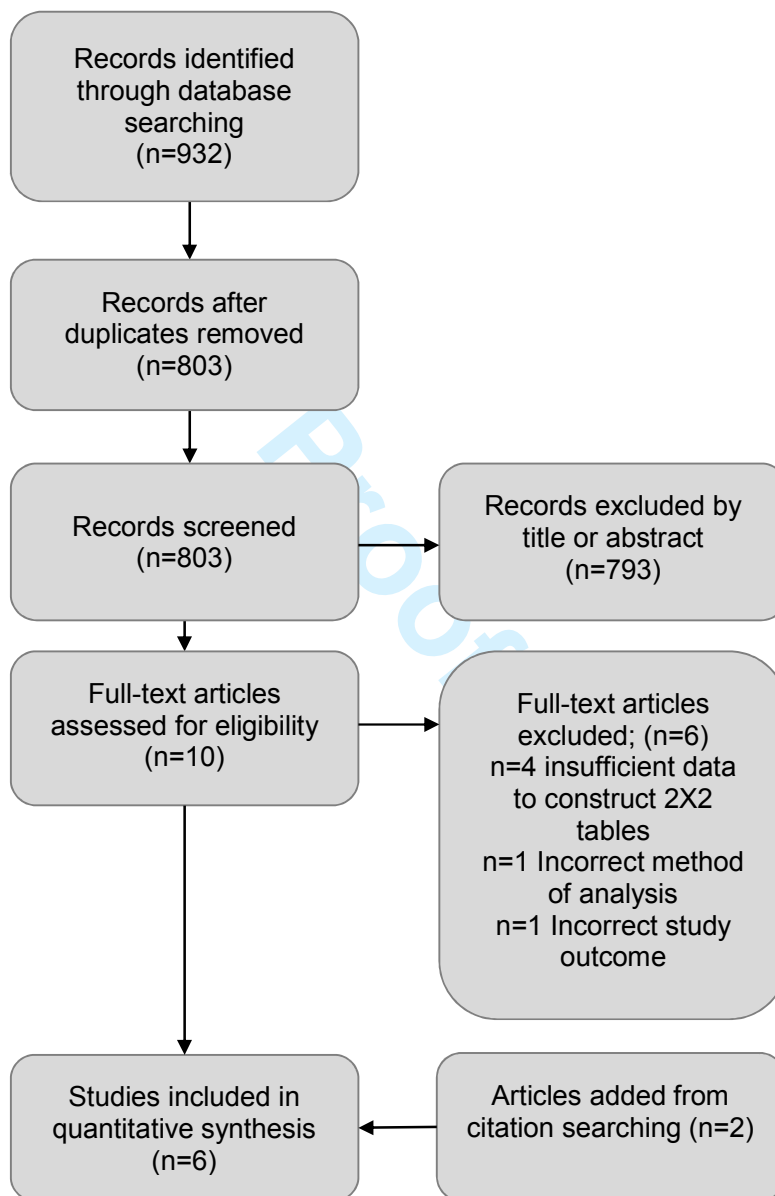 Records identified
through database
searching
(n=932)
Records after
duplicates removed
(n=803)
Records screened
(n=803)
Records excluded by
title or abstract
(n=793)
Full-text articles
assessed for eligibility
(n=10)
Full-text articles
excluded; (n=6)
n=4 insufficient data
to construct 2X2
tables
n=1 Incorrect method
of analysis
n=1 Incorrect study
outcome
Studies included in
quantitative synthesis
(n=6)
Articles added from
citation searching (n=2)
Proof